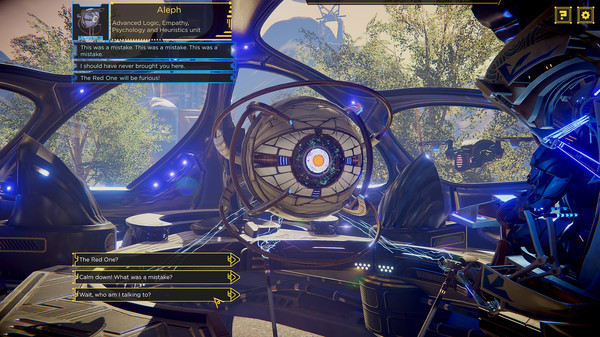 Aleph
Advanced Logic, Empathy,
Psychology and Heuristics unit
This was a mistake. This was a mistake. This was a
mistake.
I should have never brought you here.
The Red One will be furious!
The Red One?
Calm down! What was a mistake?
Wait, who am I talking to?